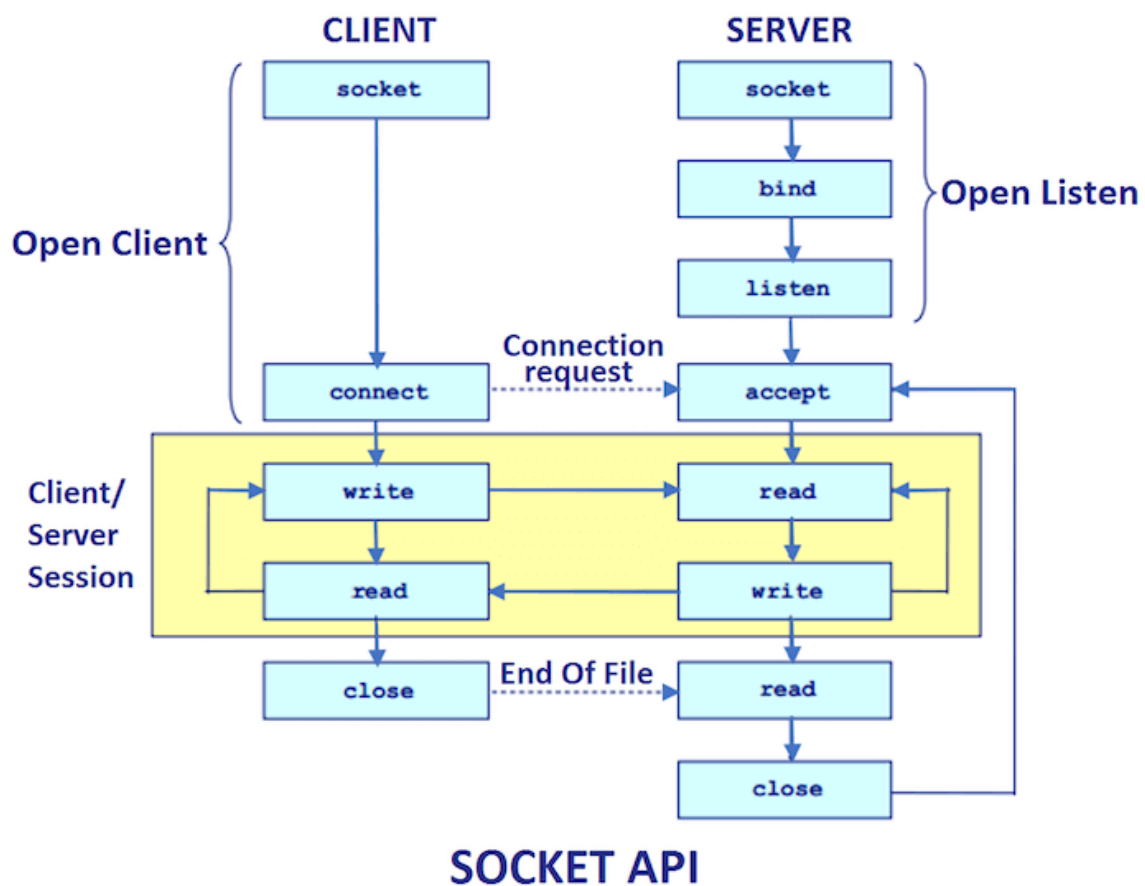 CLIENT
SERVER
socket
socket
bind
Open Listen
Open Client
listen
Connection
request
connect
accept
Client/
Server
Session
write
read
read
write
End Of File
close
read
close
SOCKET API